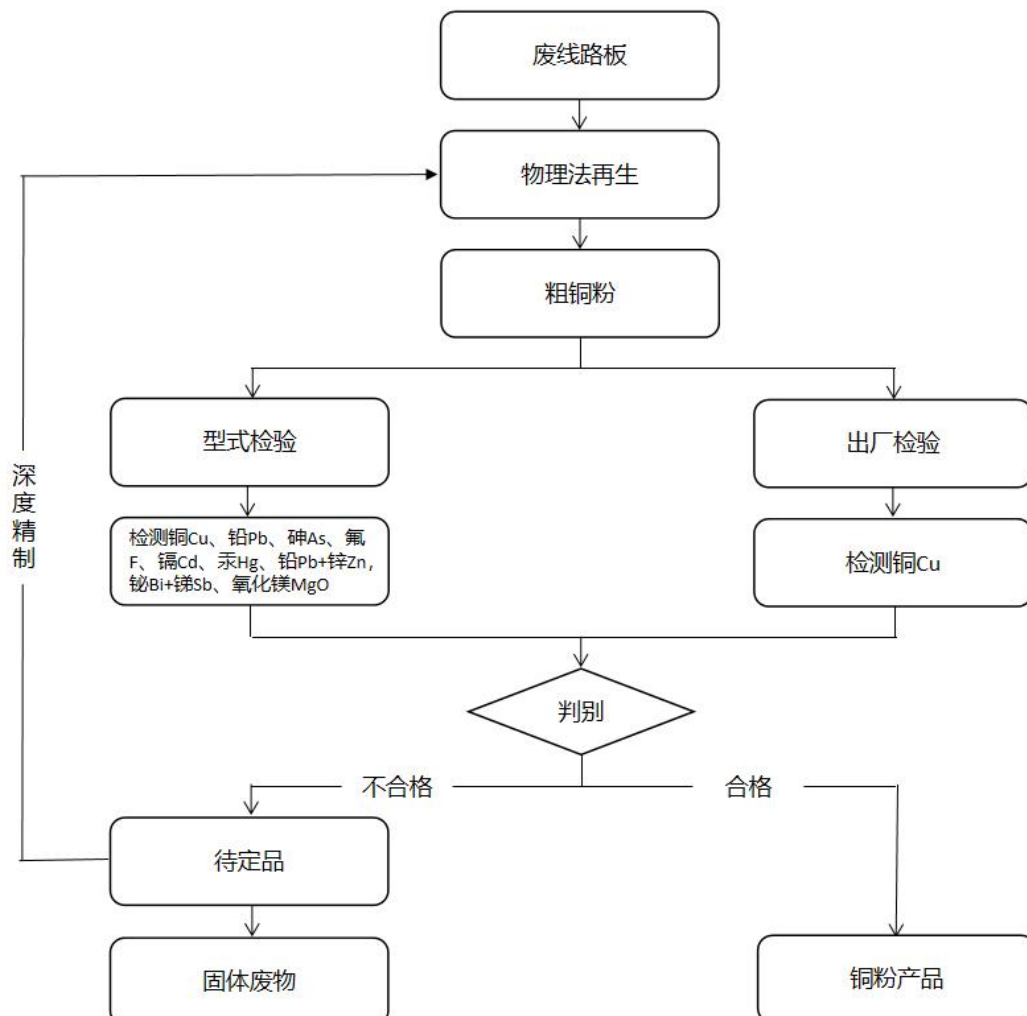 废线路板
物理法再生
粗铜粉
型式检验
出厂检验
检测铜Cu、铅Pb、砷As、氟
F、镉Cd、汞Hg、铅Pb+锌Zn，
铋Bi+锑Sb、氧化镁MgO
检测铜Cu
深度精制
判别
不合格
合格
待定品
固体废物
铜粉产品